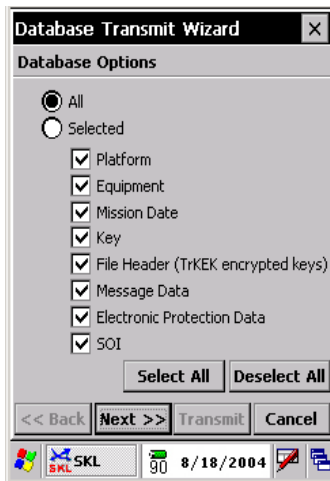 Database Transmit Wizard
Database Options
All
Selected
Platform
Equipment
Mission Date
Key
File Header (TrKEK encrypted keys)
Message Data
Electronic Protection Data
SOI
Select All Deselect All
<< Back Next >> Transmit Cancel
SKL SKL 90 8/18/2004